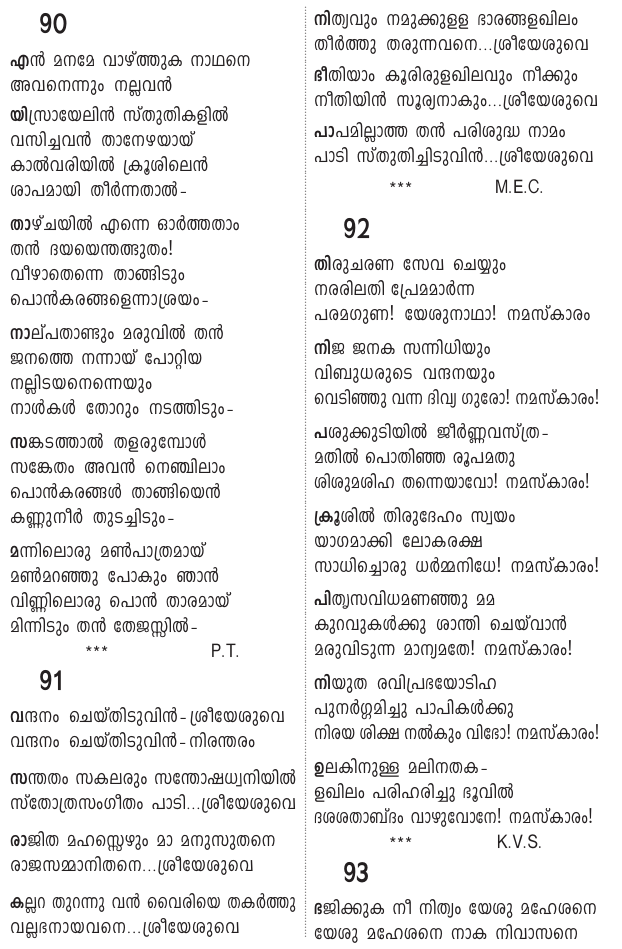 90
എൻ മനമേ വാഴ്ത്തുക നാഥനെ
അവനെന്നും നല്ലവൻ
യിസ്രായേലിൻ സ്തുതികളിൽ
വസിച്ചവൻ താനേഴയായ്
കാൽവരിയിൽ ക്രൂശിലെൻ
ശാപമായി തീർന്നതാൽ-
താഴ്ചയിൽ എന്നെ ഓർത്തതാം
തൻ ദയയെന്തത്ഭുതം!
വീഴാതെന്നെ താങ്ങിടും
പൊൻകരങ്ങളെന്നാശ്രയം-
നാല്പതാണ്ടും മരുവിൽ തൻ
ജനത്തെ നന്നായ് പോറ്റിയ
നല്ലിടയനെന്നെയും
നാൾകൾ തോറും നടത്തിടും-
സങ്കടത്താൽ തളരുമ്പോൾ
സങ്കേതം അവൻ നെഞ്ചിലാം
പൊൻകരങ്ങൾ താങ്ങിയെൻ
കണ്ണുനീർ തുടച്ചിടും-
മന്നിലൊരു മൺപാത്രമായ്
മൺമറഞ്ഞു പോകും ഞാൻ
വിണ്ണിലൊരു പൊൻ താരമായ്
മിന്നിടും തൻ തേജസ്സിൽ-
*** P.T.
91
വന്ദനം ചെയ്തിടുവിൻ-ശ്രീയേശുവെ
വന്ദനം ചെയ്തിടുവിൻ-നിരന്തരം
സന്തതം സകലരും സന്തോഷധ്വനിയിൽ
സ്തോത്രസംഗീതം പാടി...ശ്രീയേശുവെ
രാജിത മഹസ്സെഴും മാ മനുസുതനെ
രാജസമ്മാനിതനെ...ശ്രീയേശുവെ
കല്ലറ തുറന്നു വൻ വൈരിയെ തകർത്തു
വല്ലഭനായവനെ...ശ്രീയേശുവെ
നിത്യവും നമുക്കുളള ഭാരങ്ങളഖിലം
തീർത്തു തരുന്നവനെ...ശ്രീയേശുവെ
ഭീതിയാം കൂരിരുളഖിലവും നീക്കും
നീതിയിൻ സൂര്യനാകും...ശ്രീയേശുവെ
പാപമില്ലാത്ത തൻ പരിശുദ്ധ നാമം
പാടി സ്തുതിച്ചിടുവിൻ...ശ്രീയേശുവെ
*** M.E.C.
92
തിരുചരണ സേവ ചെയ്യും
നരരിലതി പ്രേമമാർന്ന
പരമഗുണ! യേശുനാഥാ! നമസ്കാരം
നിജ ജനക സന്നിധിയും
വിബുധരുടെ വന്ദനയും
വെടിഞ്ഞു വന്ന ദിവ്യ ഗുരോ! നമസ്കാരം!
പശുക്കുടിയിൽ ജീർണ്ണവസ്ത്ര-
മതിൽ പൊതിഞ്ഞ രൂപമതു
ശിശുമശിഹ തന്നെയാവോ! നമസ്കാരം!
ക്രൂശിൽ തിരുദേഹം സ്വയം
യാഗമാക്കി ലോകരക്ഷ
സാധിച്ചൊരു ധർമ്മനിധേ! നമസ്കാരം!
പിതൃസവിധമണഞ്ഞു മമ
കുറവുകൾക്കു ശാന്തി ചെയ്‌വാൻ
മരുവിടുന്ന മാന്യമതേ! നമസ്കാരം!
നിയുത രവിപ്രഭയോടിഹ
പുനർഗ്ഗമിച്ചു പാപികൾക്കു
നിരയ ശിക്ഷ നൽകും വിഭോ! നമസ്കാരം!
ഉലകിനുള്ള മലിനതക-
ളഖിലം പരിഹരിച്ചു ഭൂവിൽ
ദശശതാബ്ദം വാഴുവോനേ! നമസ്കാരം!
*** K.V.S.
93
ഭജിക്കുക നീ നിത്യം യേശു മഹേശനെ
യേശു മഹേശനെ നാക നിവാസനെ